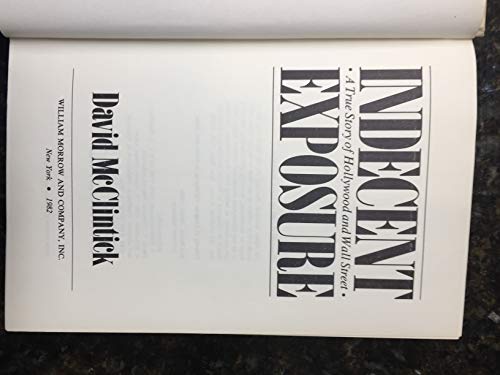 INDECENT
• A True Story of Hollywood and Wall Street •
EXPOSURE
David McClintick
WILLIAM MORROW AND COMPANY, INC.
New York • 1982